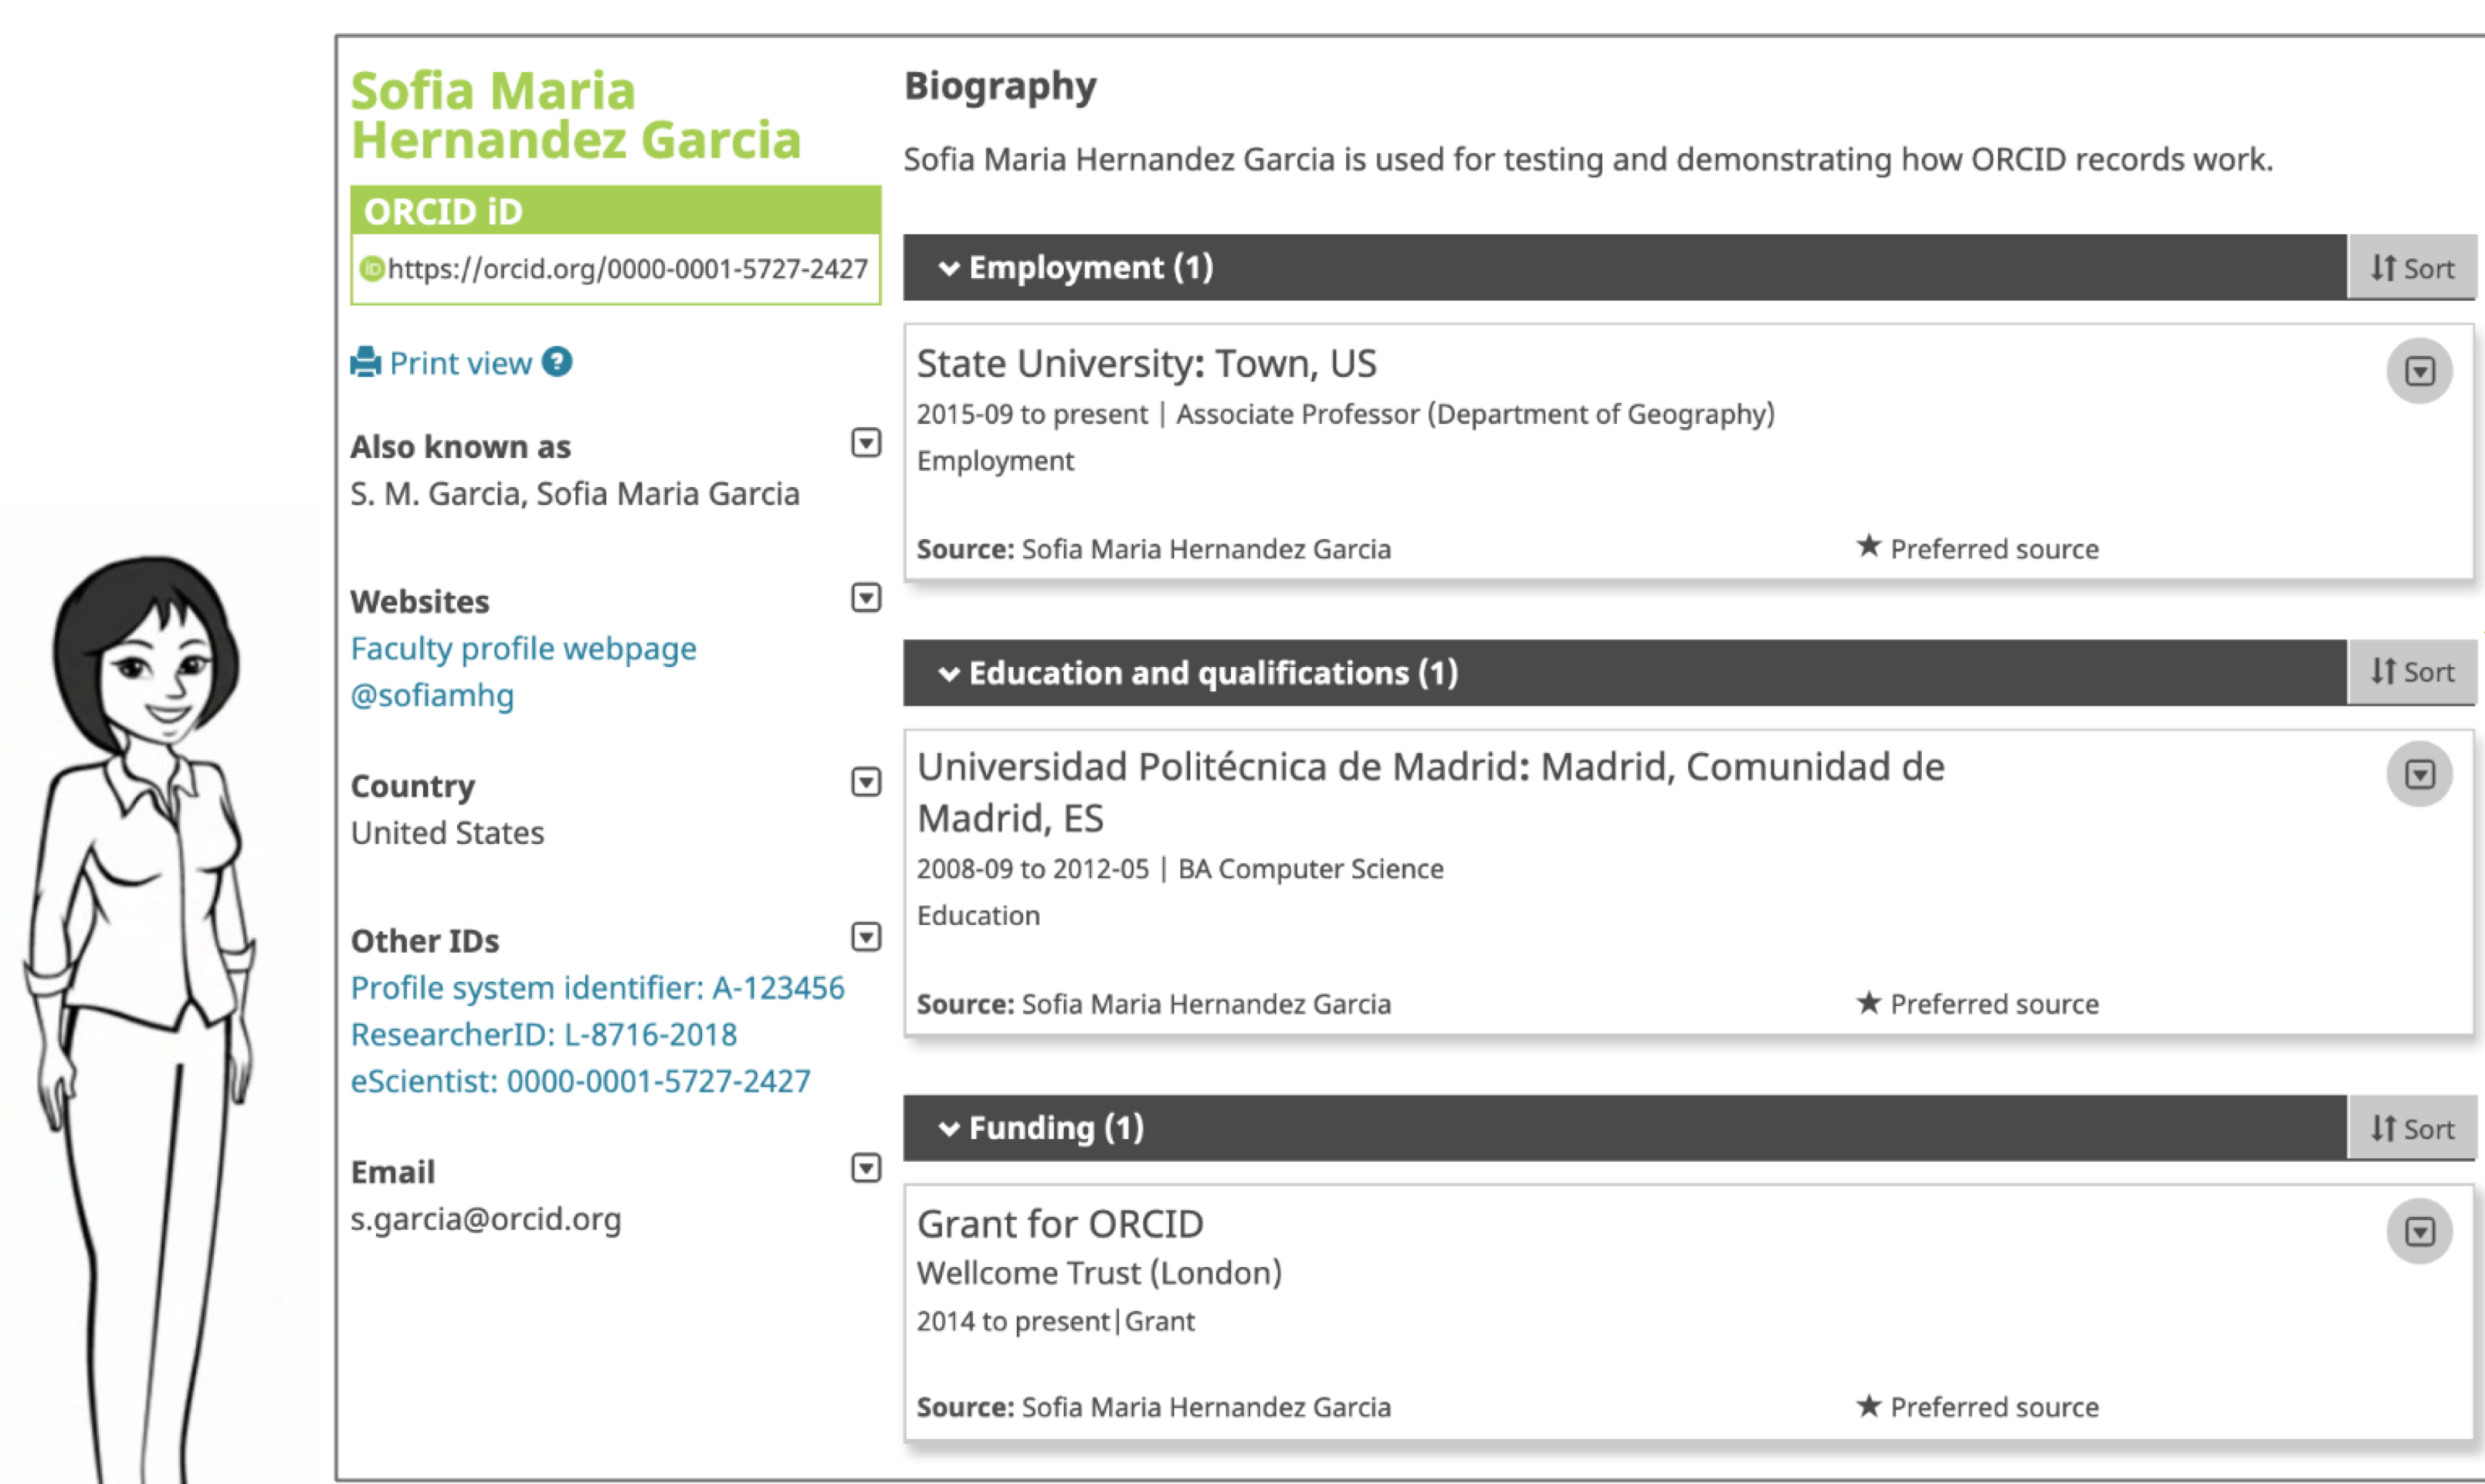 Sofia Maria
Hernandez Garcia
ORCID iD
iD https://orcid.org/0000-0001-5727-2427
Print view ?
Also known as
S. M. Garcia, Sofia Maria Garcia
Websites
Faculty profile webpage
@sofiamhg
Country
United States
Other IDs
Profile system identifier: A-123456
ResearcherID: L-8716-2018
eScientist: 0000-0001-5727-2427
Email
s.garcia@orcid.org
Biography
Sofia Maria Hernandez Garcia is used for testing and demonstrating how ORCID records work.
Employment (1) Sort
State University: Town, US
2015-09 to present | Associate Professor (Department of Geography)
Employment
Source: Sofia Maria Hernandez Garcia ★ Preferred source
Education and qualifications (1) Sort
Universidad Politécnica de Madrid: Madrid, Comunidad de
Madrid, ES
2008-09 to 2012-05 | BA Computer Science
Education
Source: Sofia Maria Hernandez Garcia ★ Preferred source
Funding (1) Sort
Grant for ORCID
Wellcome Trust (London)
2014 to present|Grant
Source: Sofia Maria Hernandez Garcia ★ Preferred source